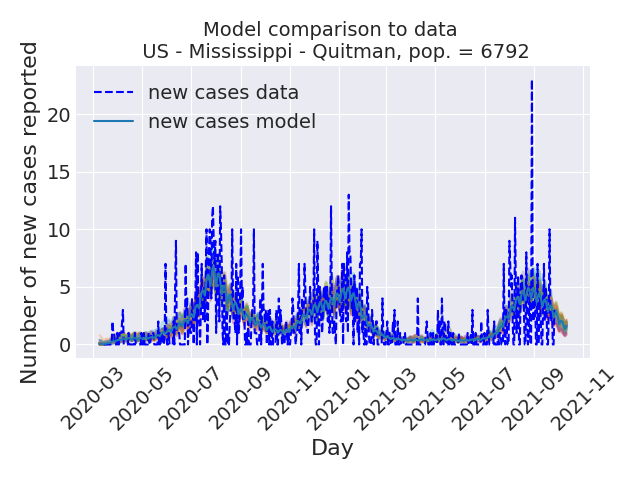 Model comparison to data
US - Mississippi - Quitman, pop. = 6792
Number of new cases reported
new cases data
new cases model
20
15
10
5
0
2020-03
2020-05
2020-07
2020-09
2020-11
2021-01
2021-03
2021-05
2021-07
2021-09
2021-11
Day